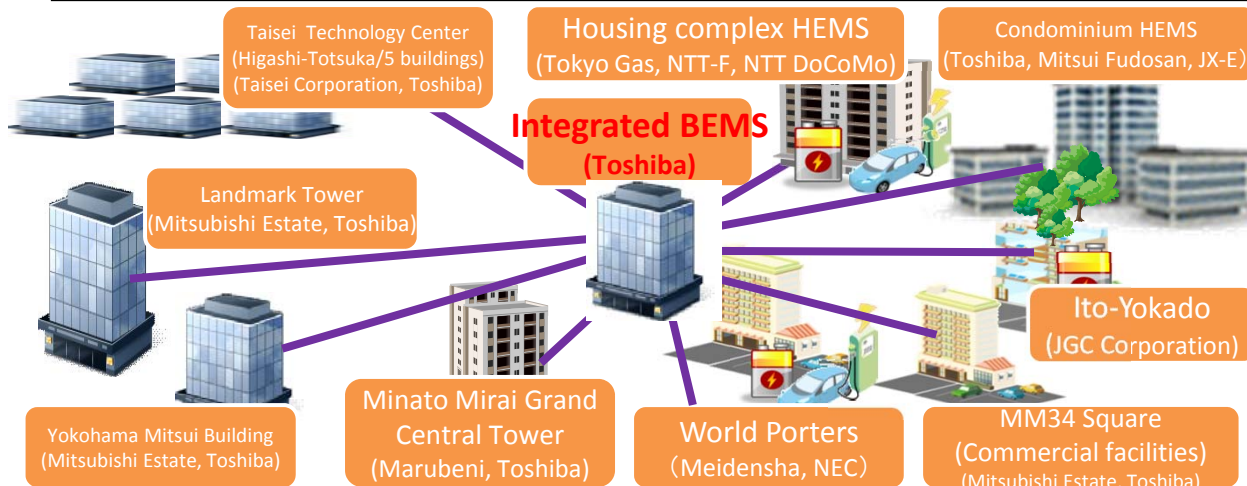 Taisei Technology Center
(Higashi-Totsuka/5 buildings)
(Taisei Corporation, Toshiba)
Housing complex HEMS
(Tokyo Gas, NTT-F, NTT DoCoMo)
Condominium HEMS
(Toshiba, Mitsui Fudosan, JX-E)
Integrated BEMS
(Toshiba)
Landmark Tower
(Mitsubishi Estate, Toshiba)
Ito-Yokado
(JGC Corporation)
Yokohama Mitsui Building
(Mitsubishi Estate, Toshiba)
Minato Mirai Grand
Central Tower
(Marubeni, Toshiba)
World Porters
（Meidensha, NEC）
MM34 Square
(Commercial facilities)
(Mitsubishi Estate, Toshiba)